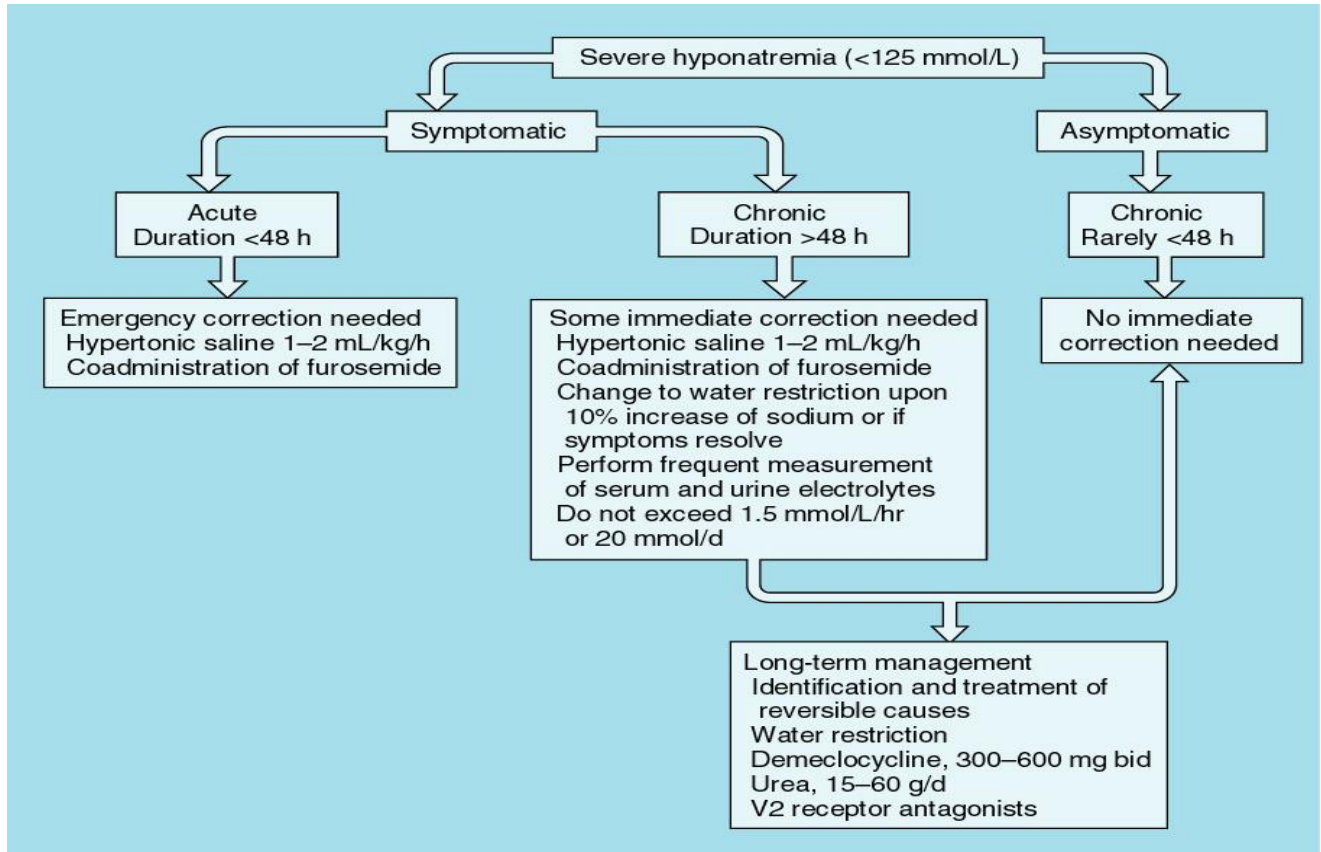 Severe hyponatremia (<125 mmol/L)
Symptomatic
Asymptomatic
Acute
Duration <48 h
Chronic
Duration >48 h
Chronic
Rarely <48 h
Emergency correction needed
Hypertonic saline 1–2 mL/kg/h
Coadministration of furosemide
Some immediate correction needed
Hypertonic saline 1–2 mL/kg/h
Coadministration of furosemide
Change to water restriction upon
10% increase of sodium or if
symptoms resolve
Perform frequent measurement
of serum and urine electrolytes
Do not exceed 1.5 mmol/L/hr
or 20 mmol/d
No immediate
correction needed
Long-term management
Identification and treatment of
reversible causes
Water restriction
Demeclocycline, 300–600 mg bid
Urea, 15–60 g/d
V2 receptor antagonists